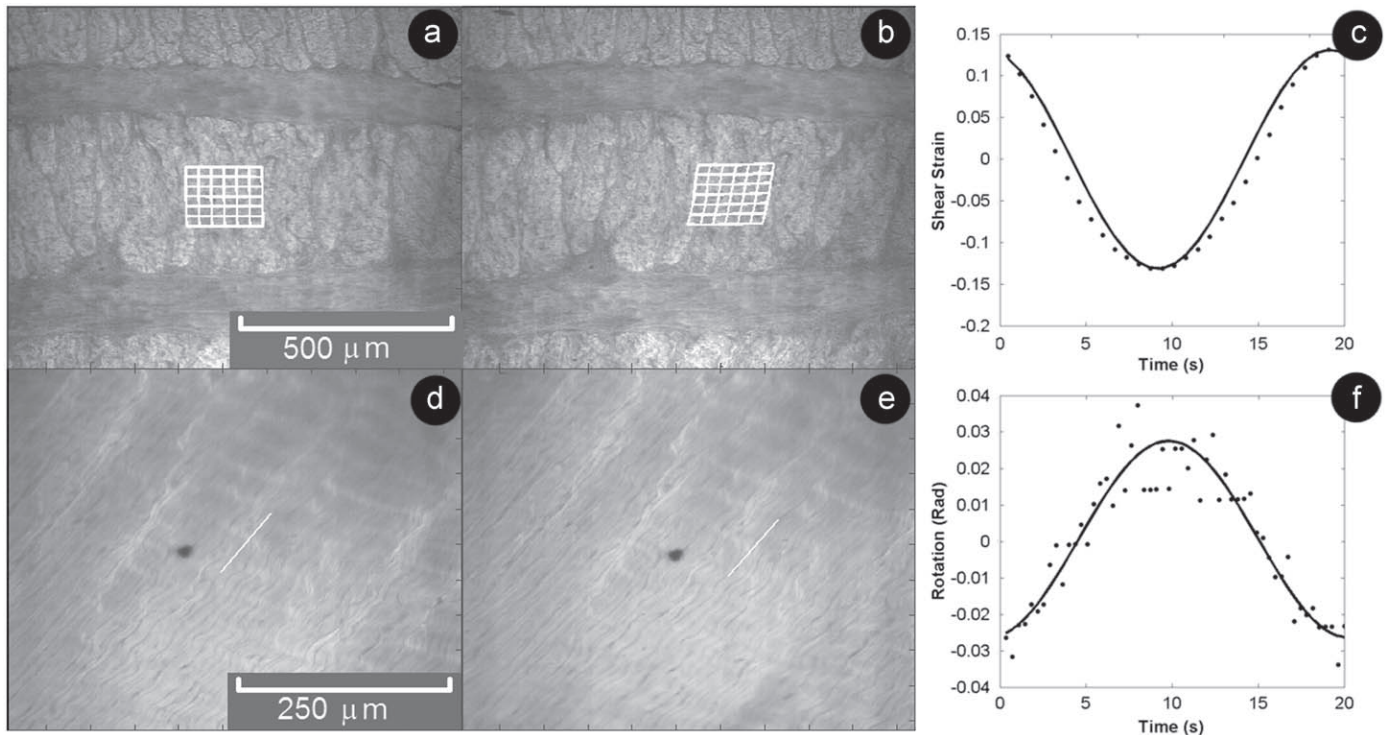 a
b
c
500 μm
0.15
0.1
0.05
0
-0.05
-0.1
-0.15
-0.2
Shear Strain
0
5
10
15
20
Time (s)
d
e
f
250 μm
0.04
0.03
0.02
0.01
0
-0.01
-0.02
-0.03
-0.04
Rotation (Rad)
0
5
10
15
20
Time (s)